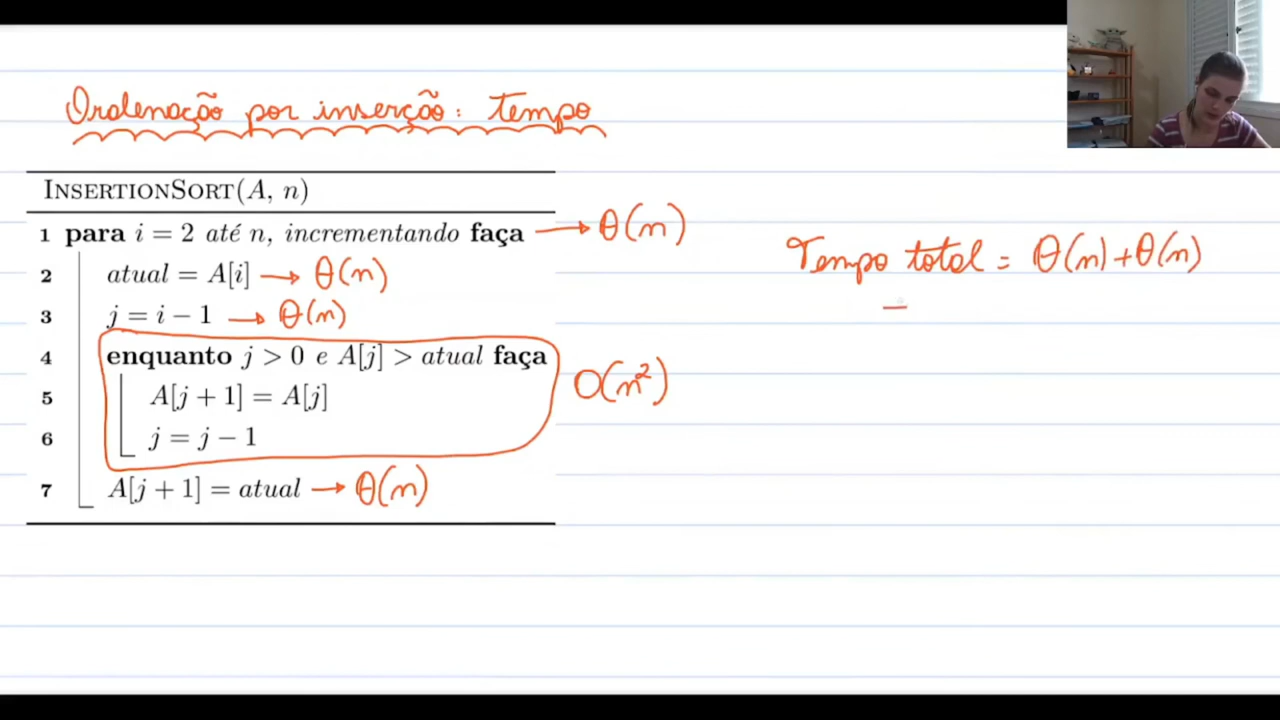 Ordenação por inserção: tempo
INSERTIONSORT(A, n)
1 para i = 2 até n, incrementando faça → Θ(n)
2 atual = A[i] → Θ(n)
3 j = i − 1 → Θ(n)
4 enquanto j > 0 e A[j] > atual faça
5 A[j + 1] = A[j]
6 j = j − 1
O(n²)
7 A[j + 1] = atual → Θ(n)
Tempo total = Θ(n) + Θ(n)